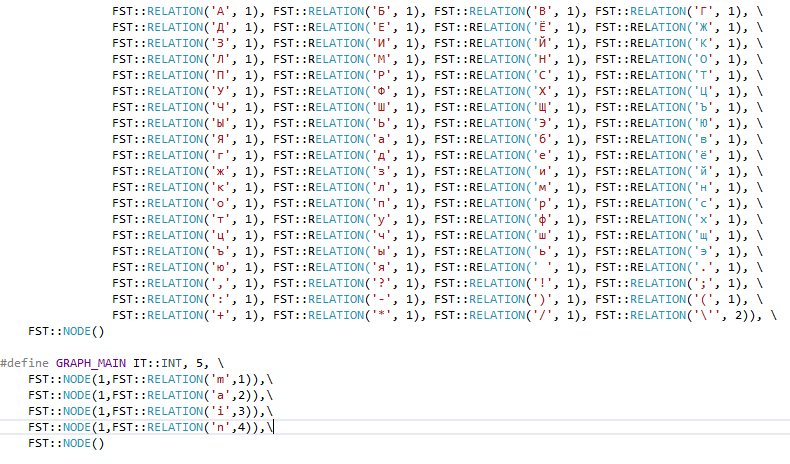 FST::RELATION('А', 1), FST::RELATION('Б', 1), FST::RELATION('В', 1), FST::RELATION('Г', 1), \
FST::RELATION('Д', 1), FST::RELATION('Е', 1), FST::RELATION('Ё', 1), FST::RELATION('Ж', 1), \
FST::RELATION('З', 1), FST::RELATION('И', 1), FST::RELATION('Й', 1), FST::RELATION('К', 1), \
FST::RELATION('Л', 1), FST::RELATION('М', 1), FST::RELATION('Н', 1), FST::RELATION('О', 1), \
FST::RELATION('П', 1), FST::RELATION('Р', 1), FST::RELATION('С', 1), FST::RELATION('Т', 1), \
FST::RELATION('У', 1), FST::RELATION('Ф', 1), FST::RELATION('Х', 1), FST::RELATION('Ц', 1), \
FST::RELATION('Ч', 1), FST::RELATION('Ш', 1), FST::RELATION('Щ', 1), FST::RELATION('Ъ', 1), \
FST::RELATION('Ы', 1), FST::RELATION('Ь', 1), FST::RELATION('Э', 1), FST::RELATION('Ю', 1), \
FST::RELATION('Я', 1), FST::RELATION('а', 1), FST::RELATION('б', 1), FST::RELATION('в', 1), \
FST::RELATION('г', 1), FST::RELATION('д', 1), FST::RELATION('е', 1), FST::RELATION('ё', 1), \
FST::RELATION('ж', 1), FST::RELATION('з', 1), FST::RELATION('и', 1), FST::RELATION('й', 1), \
FST::RELATION('к', 1), FST::RELATION('л', 1), FST::RELATION('м', 1), FST::RELATION('н', 1), \
FST::RELATION('о', 1), FST::RELATION('п', 1), FST::RELATION('р', 1), FST::RELATION('с', 1), \
FST::RELATION('т', 1), FST::RELATION('у', 1), FST::RELATION('ф', 1), FST::RELATION('х', 1), \
FST::RELATION('ц', 1), FST::RELATION('ч', 1), FST::RELATION('ш', 1), FST::RELATION('щ', 1), \
FST::RELATION('ъ', 1), FST::RELATION('ы', 1), FST::RELATION('ь', 1), FST::RELATION('э', 1), \
FST::RELATION('ю', 1), FST::RELATION('я', 1), FST::RELATION(' ', 1), FST::RELATION('.', 1), \
FST::RELATION(',', 1), FST::RELATION('?', 1), FST::RELATION('!', 1), FST::RELATION(';', 1), \
FST::RELATION(':', 1), FST::RELATION('-', 1), FST::RELATION(')', 1), FST::RELATION('(', 1), \
FST::RELATION('+', 1), FST::RELATION('*', 1), FST::RELATION('/', 1), FST::RELATION('\'', 2)), \
FST::NODE()
#define GRAPH_MAIN IT::INT, 5, \
FST::NODE(1,FST::RELATION('m',1)),\
FST::NODE(1,FST::RELATION('a',2)),\
FST::NODE(1,FST::RELATION('i',3)),\
FST::NODE(1,FST::RELATION('n',4)),\
FST::NODE()